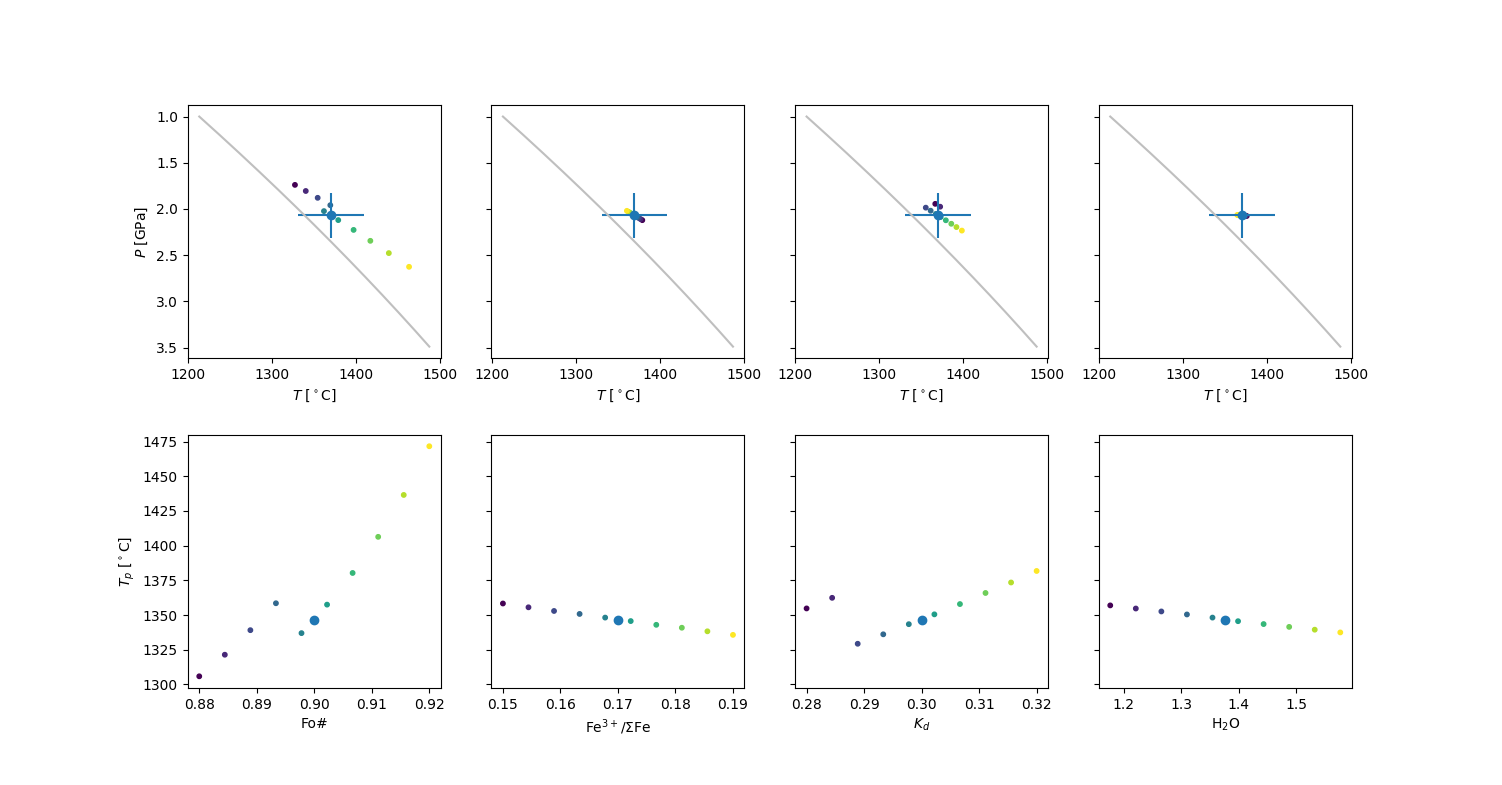 1.0
1.5
2.0
2.5
3.0
3.5
P [GPa]
1200 1300 1400 1500
T [°C]
1200 1300 1400 1500
T [°C]
1200 1300 1400 1500
T [°C]
1200 1300 1400 1500
T [°C]
1475
1450
1425
1400
1375
1350
1325
1300
Tp [°C]
0.88 0.89 0.90 0.91 0.92
Fo#
0.15 0.16 0.17 0.18 0.19
Fe³⁺/ΣFe
0.28 0.29 0.30 0.31 0.32
Kd
1.2 1.3 1.4 1.5
H₂O